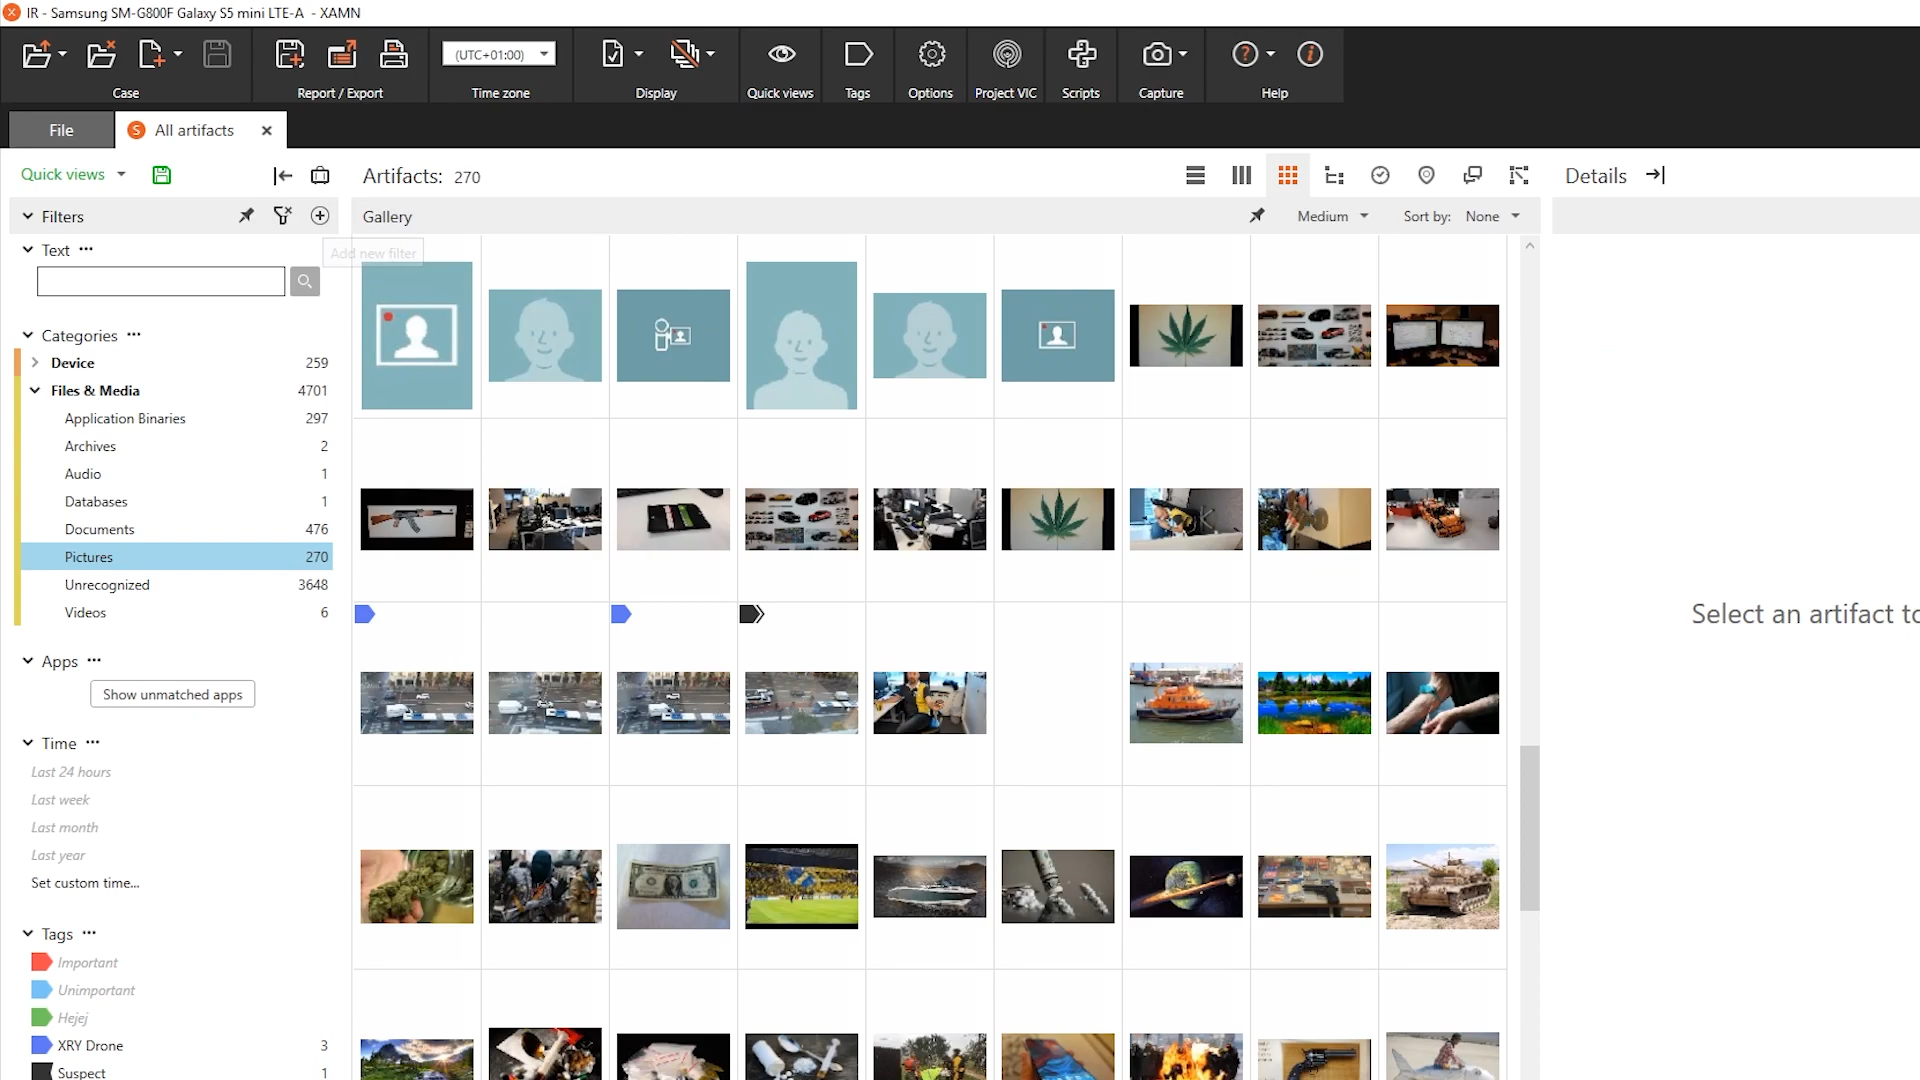 IR - Samsung SM-G800F Galaxy S5 mini LTE-A - XAMN
(UTC+01:00)
Case
Report / Export
Time zone
Display
Quick views
Tags
Options
Project VIC
Scripts
Capture
Help
File
All artifacts
Quick views
Artifacts: 270
Details
Filters
Gallery
Medium
Sort by: None
Text
Add new filter
Categories
Device 259
Files & Media 4701
Application Binaries 297
Archives 2
Audio 1
Databases 1
Documents 476
Pictures 270
Unrecognized 3648
Videos 6
Select an artifact to
Apps
Show unmatched apps
Time
Last 24 hours
Last week
Last month
Last year
Set custom time...
Tags
Important
Unimportant
Hejej
XRY Drone 3
Suspect 1